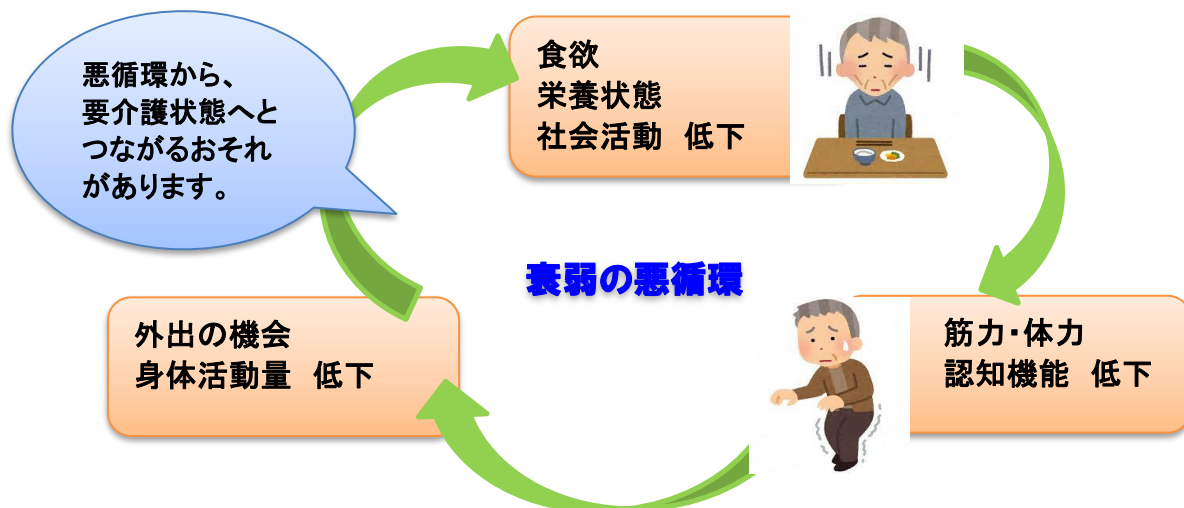 悪循環から、
要介護状態へと
つながるおそれ
があります。
食欲
栄養状態
社会活動　低下
衰弱の悪循環
外出の機会
身体活動量　低下
筋力・体力
認知機能　低下